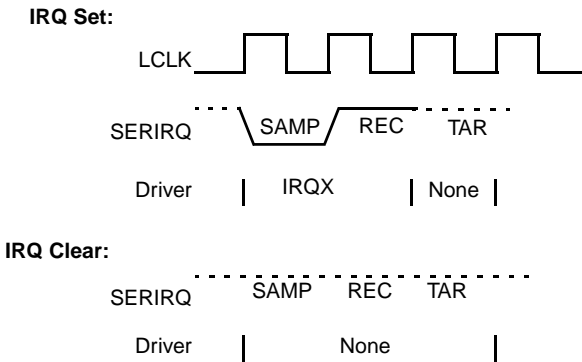 IRQ Set:
LCLK
SERIRQ SAMP REC TAR
Driver IRQX None
IRQ Clear:
SERIRQ SAMP REC TAR
Driver None